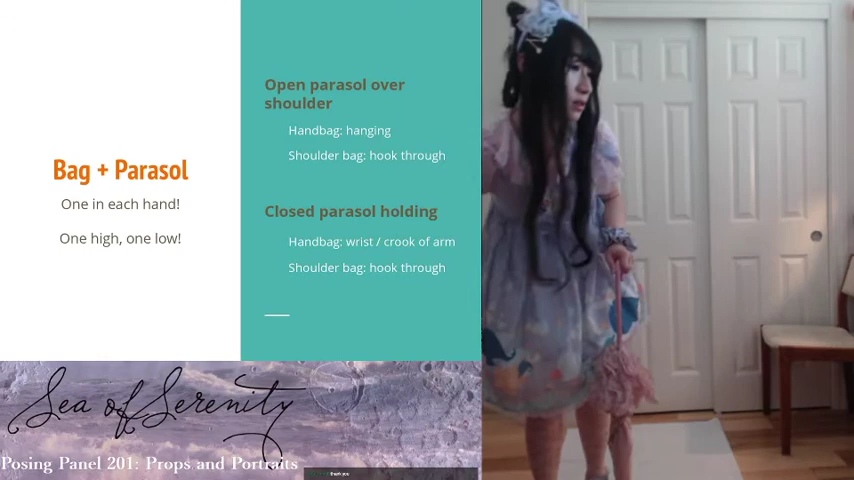 Bag + Parasol
One in each hand!
One high, one low!
Open parasol over
shoulder
Handbag: hanging
Shoulder bag: hook through
Closed parasol holding
Handbag: wrist / crook of arm
Shoulder bag: hook through
Sea of Serenity
Posing Panel 201: Props and Portraits
thank you